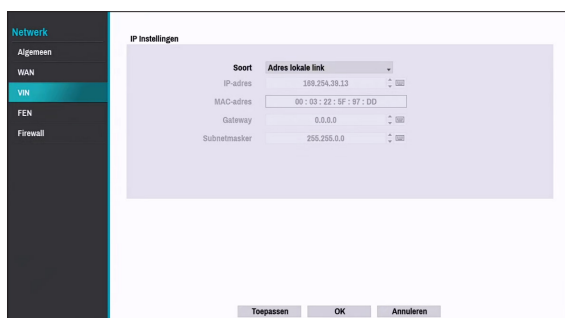 Netwerk
Algemeen
WAN
VIN
FEN
Firewall
IP Instellingen
Soort Adres lokale link
IP-adres 169.254.39.13
MAC-adres 00 : 03 : 22 : 5F : 97 : DD
Gateway 0.0.0.0
Subnetmasker 255.255.0.0
Toepassen OK Annuleren